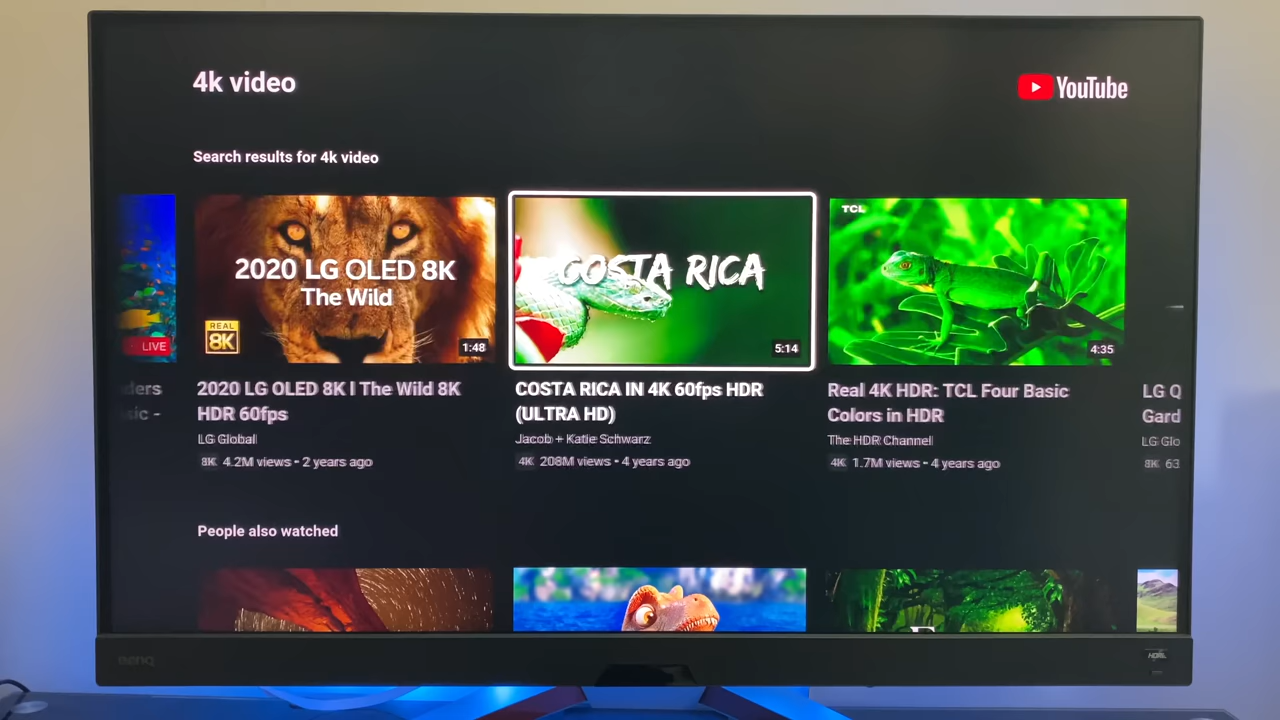 4k video
YouTube
Search results for 4k video
LIVE
2020 LG OLED 8K
The Wild
REAL
8K
1:48
COSTA RICA
5:14
TCL
4:35
ders
sic -
2020 LG OLED 8K l The Wild 8K
HDR 60fps
LG Global
8K 4.2M views • 2 years ago
COSTA RICA IN 4K 60fps HDR
(ULTRA HD)
Jacob + Katie Schwarz
4K 208M views • 4 years ago
Real 4K HDR: TCL Four Basic
Colors in HDR
The HDR Channel
4K 1.7M views • 4 years ago
LG Q
Gard
LG Glo
8K 63
People also watched
BenQ